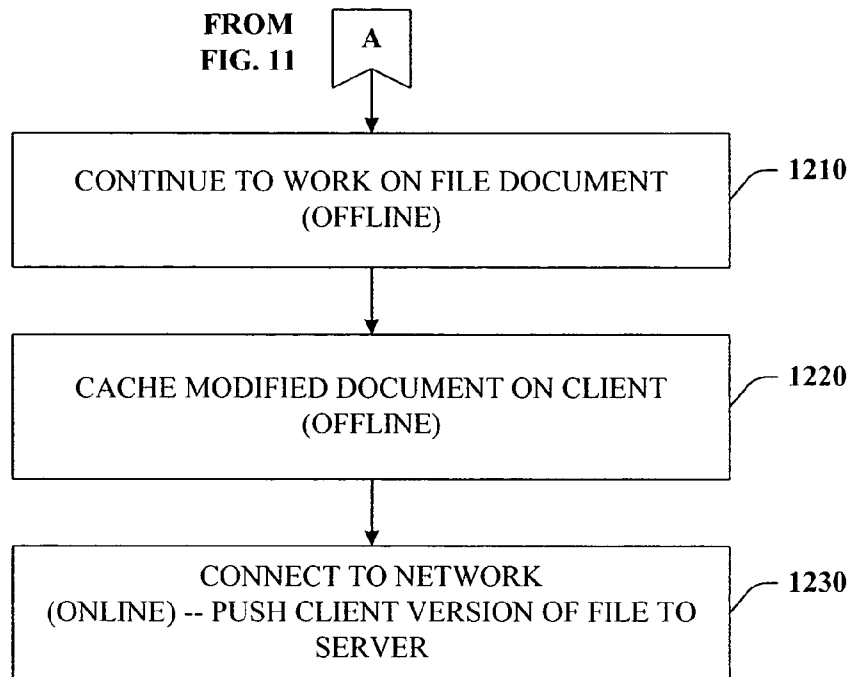 FROM
FIG. 11
A
CONTINUE TO WORK ON FILE DOCUMENT
(OFFLINE)
1210
CACHE MODIFIED DOCUMENT ON CLIENT
(OFFLINE)
1220
CONNECT TO NETWORK
(ONLINE) -- PUSH CLIENT VERSION OF FILE TO
SERVER
1230